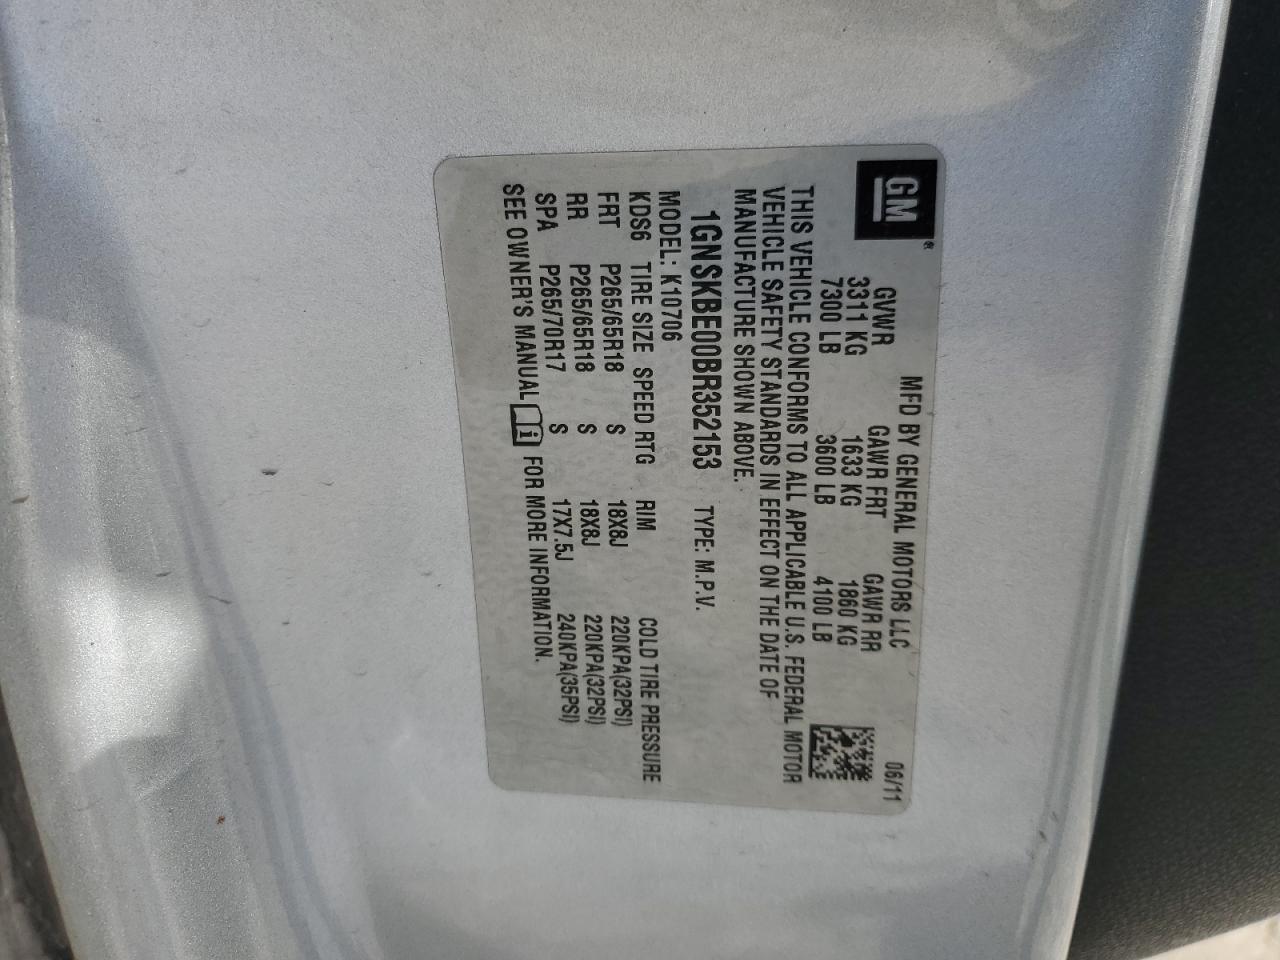 GM®
MFD BY GENERAL MOTORS LLC 06/11
GVWR GAWR FRT GAWR RR
3311 KG 1633 KG 1860 KG
7300 LB 3600 LB 4100 LB
THIS VEHICLE CONFORMS TO ALL APPLICABLE U.S. FEDERAL MOTOR
VEHICLE SAFETY STANDARDS IN EFFECT ON THE DATE OF
MANUFACTURE SHOWN ABOVE.
1GNSKBE00BR352153 TYPE: M.P.V.
MODEL: K10706
KDS6 TIRE SIZE SPEED RTG RIM COLD TIRE PRESSURE
FRT P265/65R18 S 18X8J 220KPA(32PSI)
RR P265/65R18 S 18X8J 220KPA(32PSI)
SPA P265/70R17 S 17X7.5J 240KPA(35PSI)
SEE OWNER'S MANUAL i FOR MORE INFORMATION.